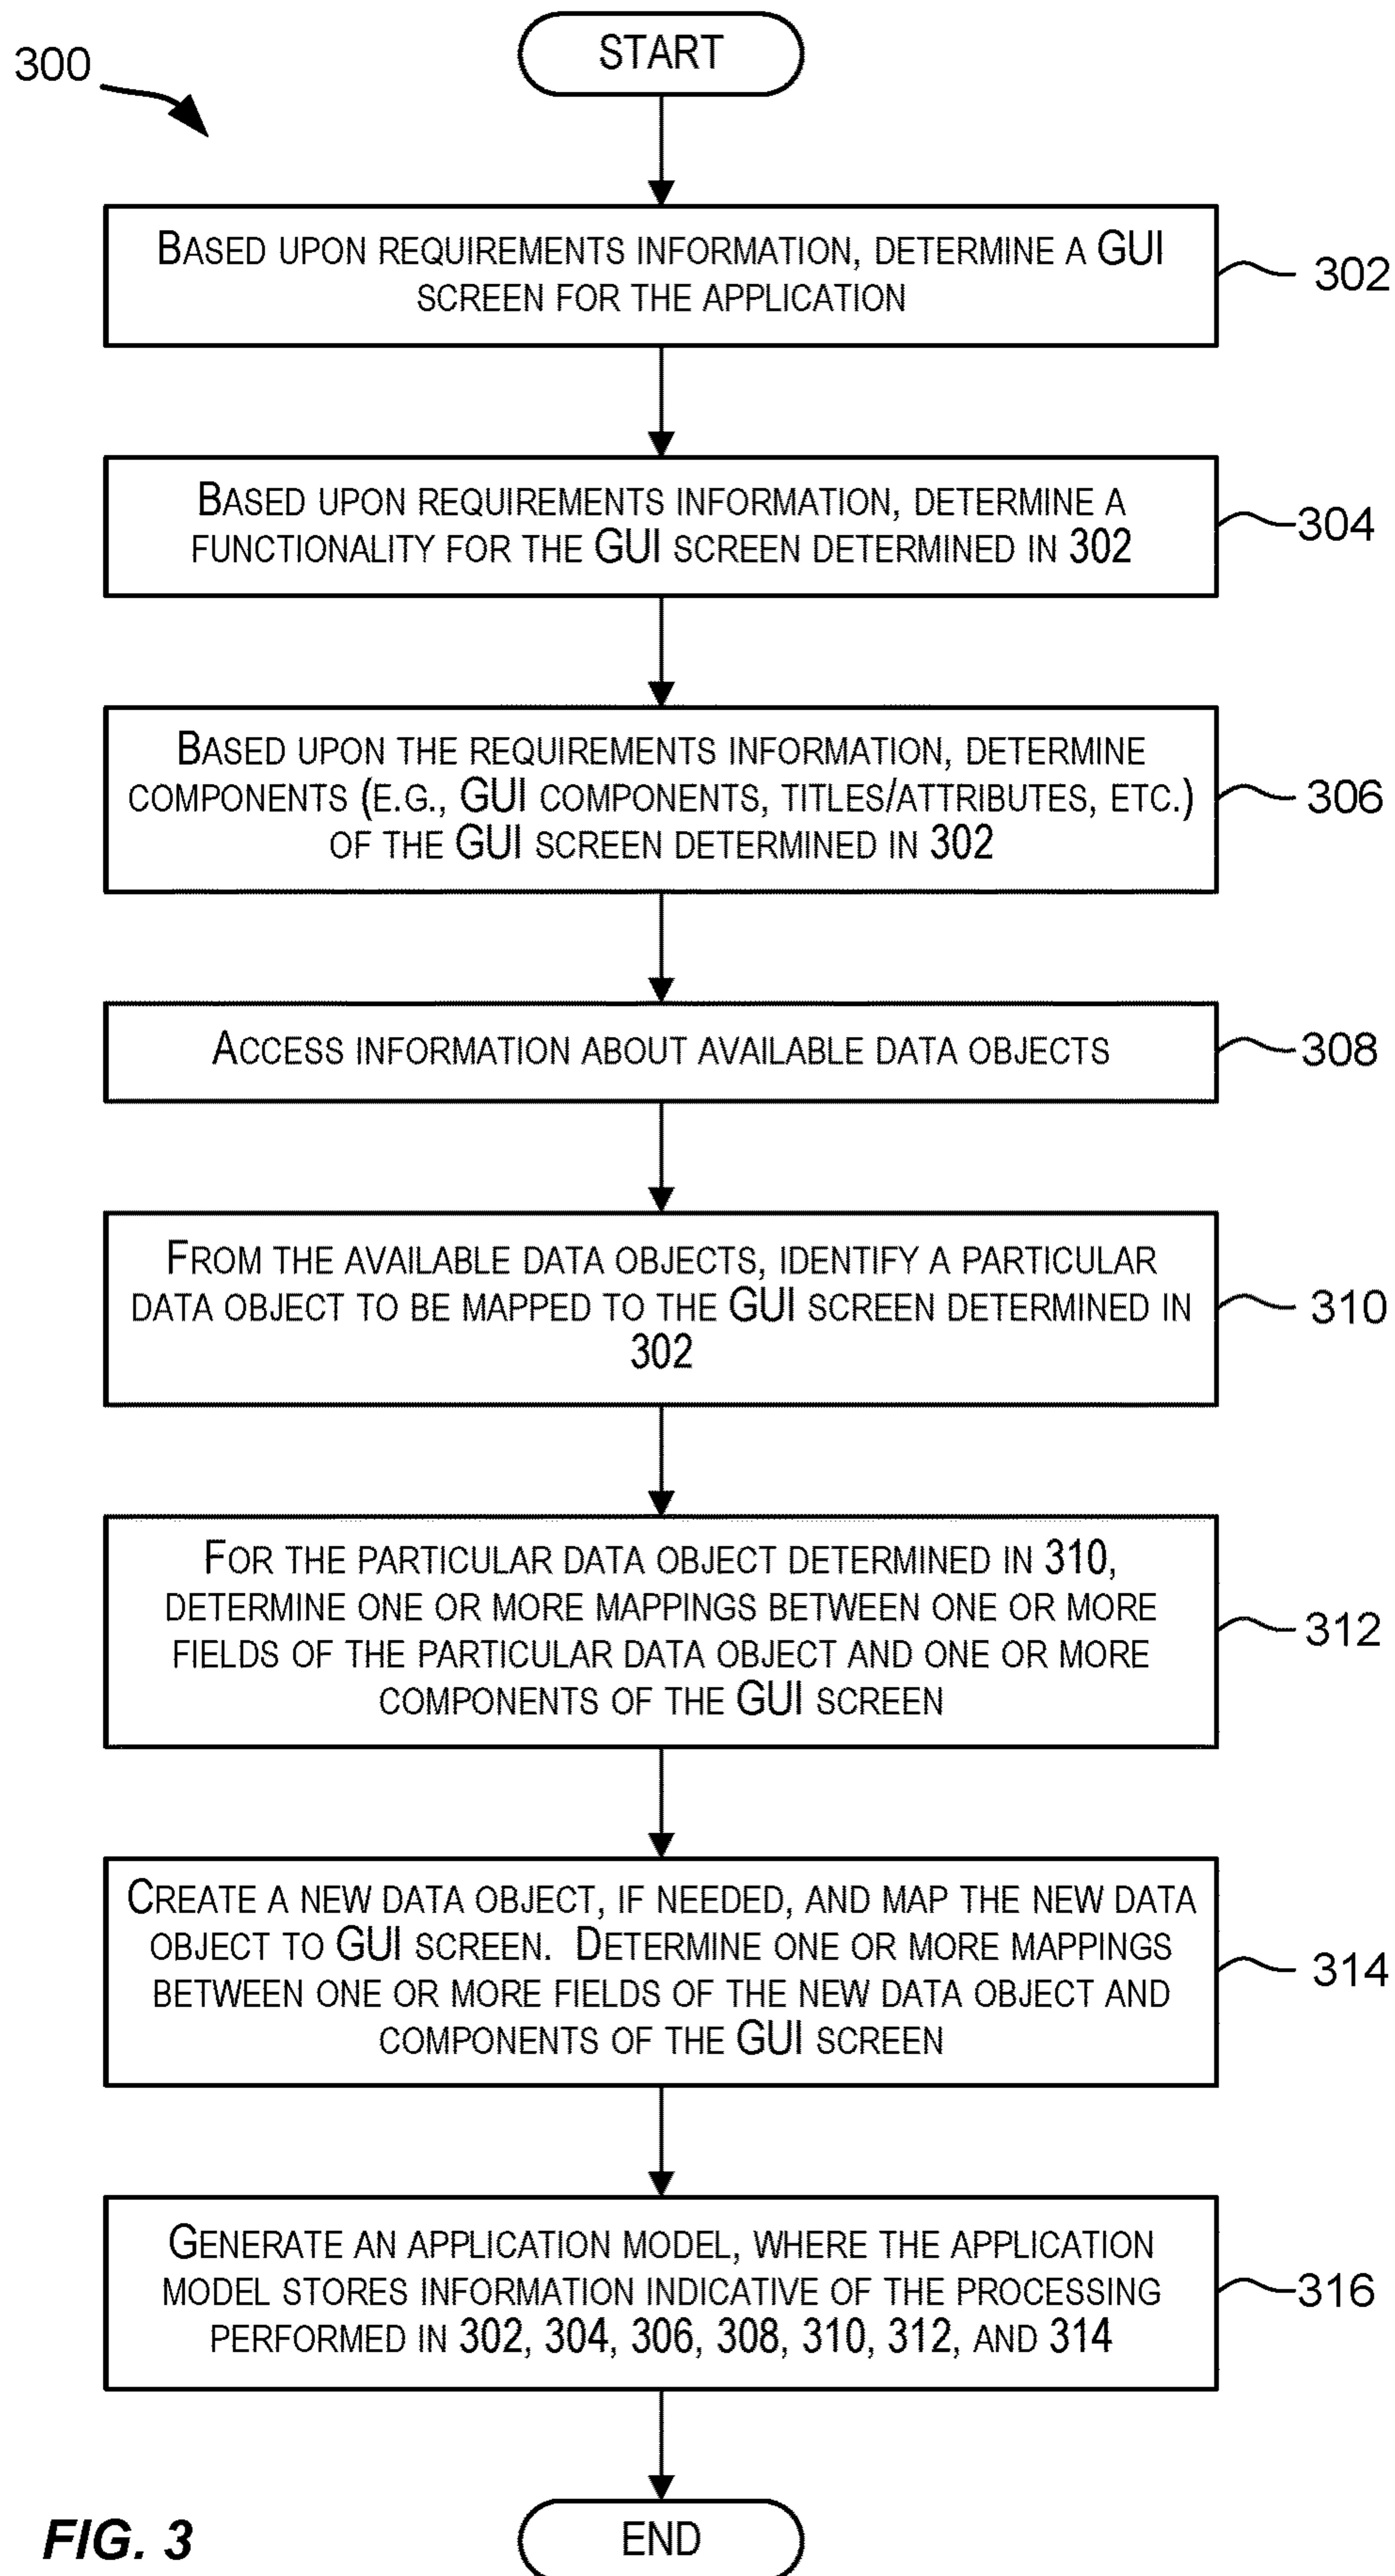 START
300
BASED UPON REQUIREMENTS INFORMATION, DETERMINE A GUI
SCREEN FOR THE APPLICATION
302
BASED UPON REQUIREMENTS INFORMATION, DETERMINE A
FUNCTIONALITY FOR THE GUI SCREEN DETERMINED IN 302
304
BASED UPON THE REQUIREMENTS INFORMATION, DETERMINE
COMPONENTS (E.G., GUI COMPONENTS, TITLES/ATTRIBUTES, ETC.)
OF THE GUI SCREEN DETERMINED IN 302
306
ACCESS INFORMATION ABOUT AVAILABLE DATA OBJECTS
308
FROM THE AVAILABLE DATA OBJECTS, IDENTIFY A PARTICULAR
DATA OBJECT TO BE MAPPED TO THE GUI SCREEN DETERMINED IN
302
310
FOR THE PARTICULAR DATA OBJECT DETERMINED IN 310,
DETERMINE ONE OR MORE MAPPINGS BETWEEN ONE OR MORE
FIELDS OF THE PARTICULAR DATA OBJECT AND ONE OR MORE
COMPONENTS OF THE GUI SCREEN
312
CREATE A NEW DATA OBJECT, IF NEEDED, AND MAP THE NEW DATA
OBJECT TO GUI SCREEN. DETERMINE ONE OR MORE MAPPINGS
BETWEEN ONE OR MORE FIELDS OF THE NEW DATA OBJECT AND
COMPONENTS OF THE GUI SCREEN
314
GENERATE AN APPLICATION MODEL, WHERE THE APPLICATION
MODEL STORES INFORMATION INDICATIVE OF THE PROCESSING
PERFORMED IN 302, 304, 306, 308, 310, 312, AND 314
316
END
FIG. 3